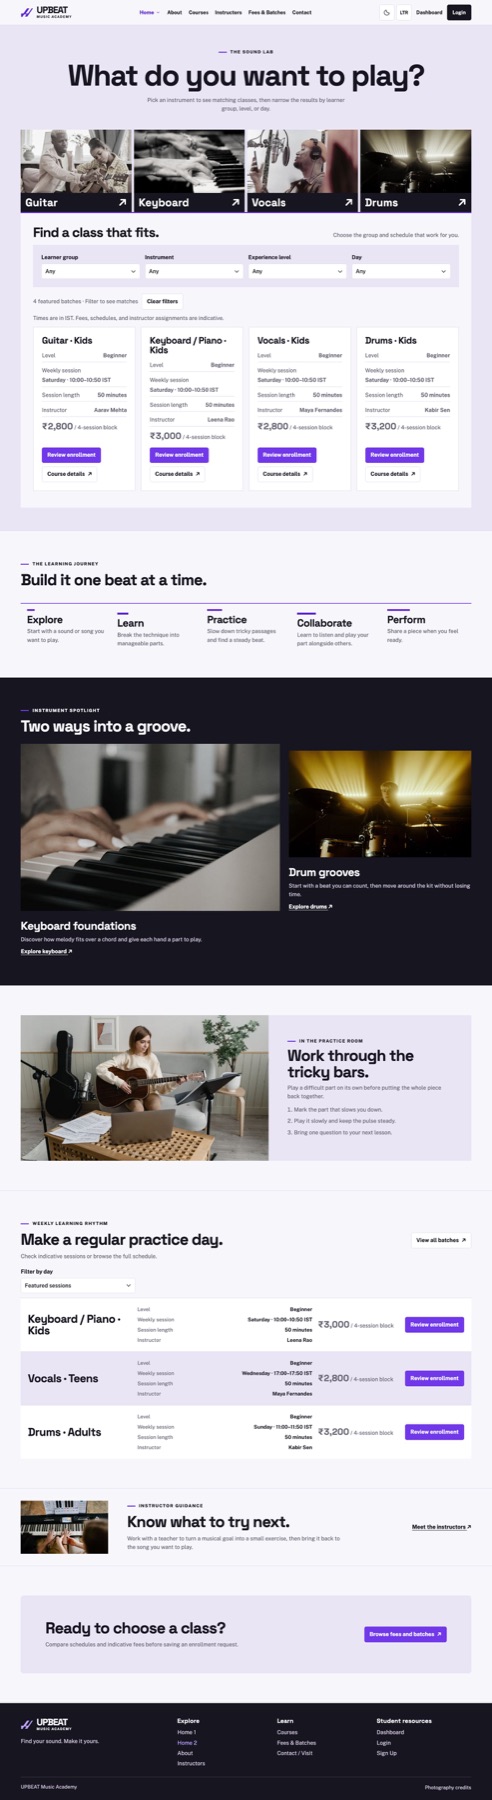 UPBEAT
MUSIC ACADEMY
Home
About
Courses
Instructors
Fees & Batches
Contact
LTR
Dashboard
Login
THE SOUND LAB
What do you want to play?
Pick an instrument to see matching classes, then narrow the results by learner
group, level, or day.
Guitar
Keyboard
Vocals
Drums
Find a class that fits.
Choose the group and schedule that work for you.
Learner group
Instrument
Experience level
Day
Any
Any
Any
Any
4 featured batches · Filter to see matches
Clear filters
Times are in IST. Fees, schedules, and instructor assignments are indicative.
Guitar · Kids
Level Beginner
Weekly session
Saturday · 10:00–10:50 IST
Session length 50 minutes
Instructor Aarav Mehta
₹2,800 / 4-session block
Review enrollment
Course details
Keyboard / Piano ·
Kids
Level Beginner
Weekly session
Saturday · 10:00–10:50 IST
Session length 50 minutes
Instructor Leena Rao
₹3,000 / 4-session block
Review enrollment
Course details
Vocals · Kids
Level Beginner
Weekly session
Saturday · 10:00–10:50 IST
Session length 50 minutes
Instructor Maya Fernandes
₹2,800 / 4-session block
Review enrollment
Course details
Drums · Kids
Level Beginner
Weekly session
Saturday · 10:00–10:50 IST
Session length 50 minutes
Instructor Kabir Sen
₹3,200 / 4-session block
Review enrollment
Course details
THE LEARNING JOURNEY
Build it one beat at a time.
Explore
Start with a sound or song you
want to play.
Learn
Break the technique into
manageable parts.
Practice
Slow down tricky passages
and find a steady beat.
Collaborate
Learn to listen and play your
part alongside others.
Perform
Share a piece when you feel
ready.
INSTRUMENT SPOTLIGHT
Two ways into a groove.
Keyboard foundations
Discover how melody fits over a chord and give each hand a part to play.
Explore keyboard
Drum grooves
Start with a beat you can count, then move around the kit without losing
time.
Explore drums
IN THE PRACTICE ROOM
Work through the
tricky bars.
Play a difficult part on its own before putting the whole piece
back together.
1. Mark the part that slows you down.
2. Play it slowly and keep the pulse steady.
3. Bring one question to your next lesson.
WEEKLY LEARNING RHYTHM
Make a regular practice day.
Check indicative sessions or browse the full schedule.
View all batches
Filter by day
Featured sessions
Keyboard / Piano ·
Kids
Level Beginner
Weekly session Saturday · 10:00–10:50 IST
Session length 50 minutes
Instructor Leena Rao
₹3,000 / 4-session block
Review enrollment
Vocals · Teens
Level Beginner
Weekly session Wednesday · 17:00–17:50 IST
Session length 50 minutes
Instructor Maya Fernandes
₹2,800 / 4-session block
Review enrollment
Drums · Adults
Level Beginner
Weekly session Sunday · 11:00–11:50 IST
Session length 50 minutes
Instructor Kabir Sen
₹3,200 / 4-session block
Review enrollment
INSTRUCTOR GUIDANCE
Know what to try next.
Work with a teacher to turn a musical goal into a small exercise, then bring it back to
the song you want to play.
Meet the instructors
Ready to choose a class?
Compare schedules and indicative fees before saving an enrollment request.
Browse fees and batches
UPBEAT
MUSIC ACADEMY
Find your sound. Make it yours.
Explore
Home 1
Home 2
About
Instructors
Learn
Courses
Fees & Batches
Contact / Visit
Student resources
Dashboard
Login
Sign Up
UPBEAT Music Academy
Photography credits